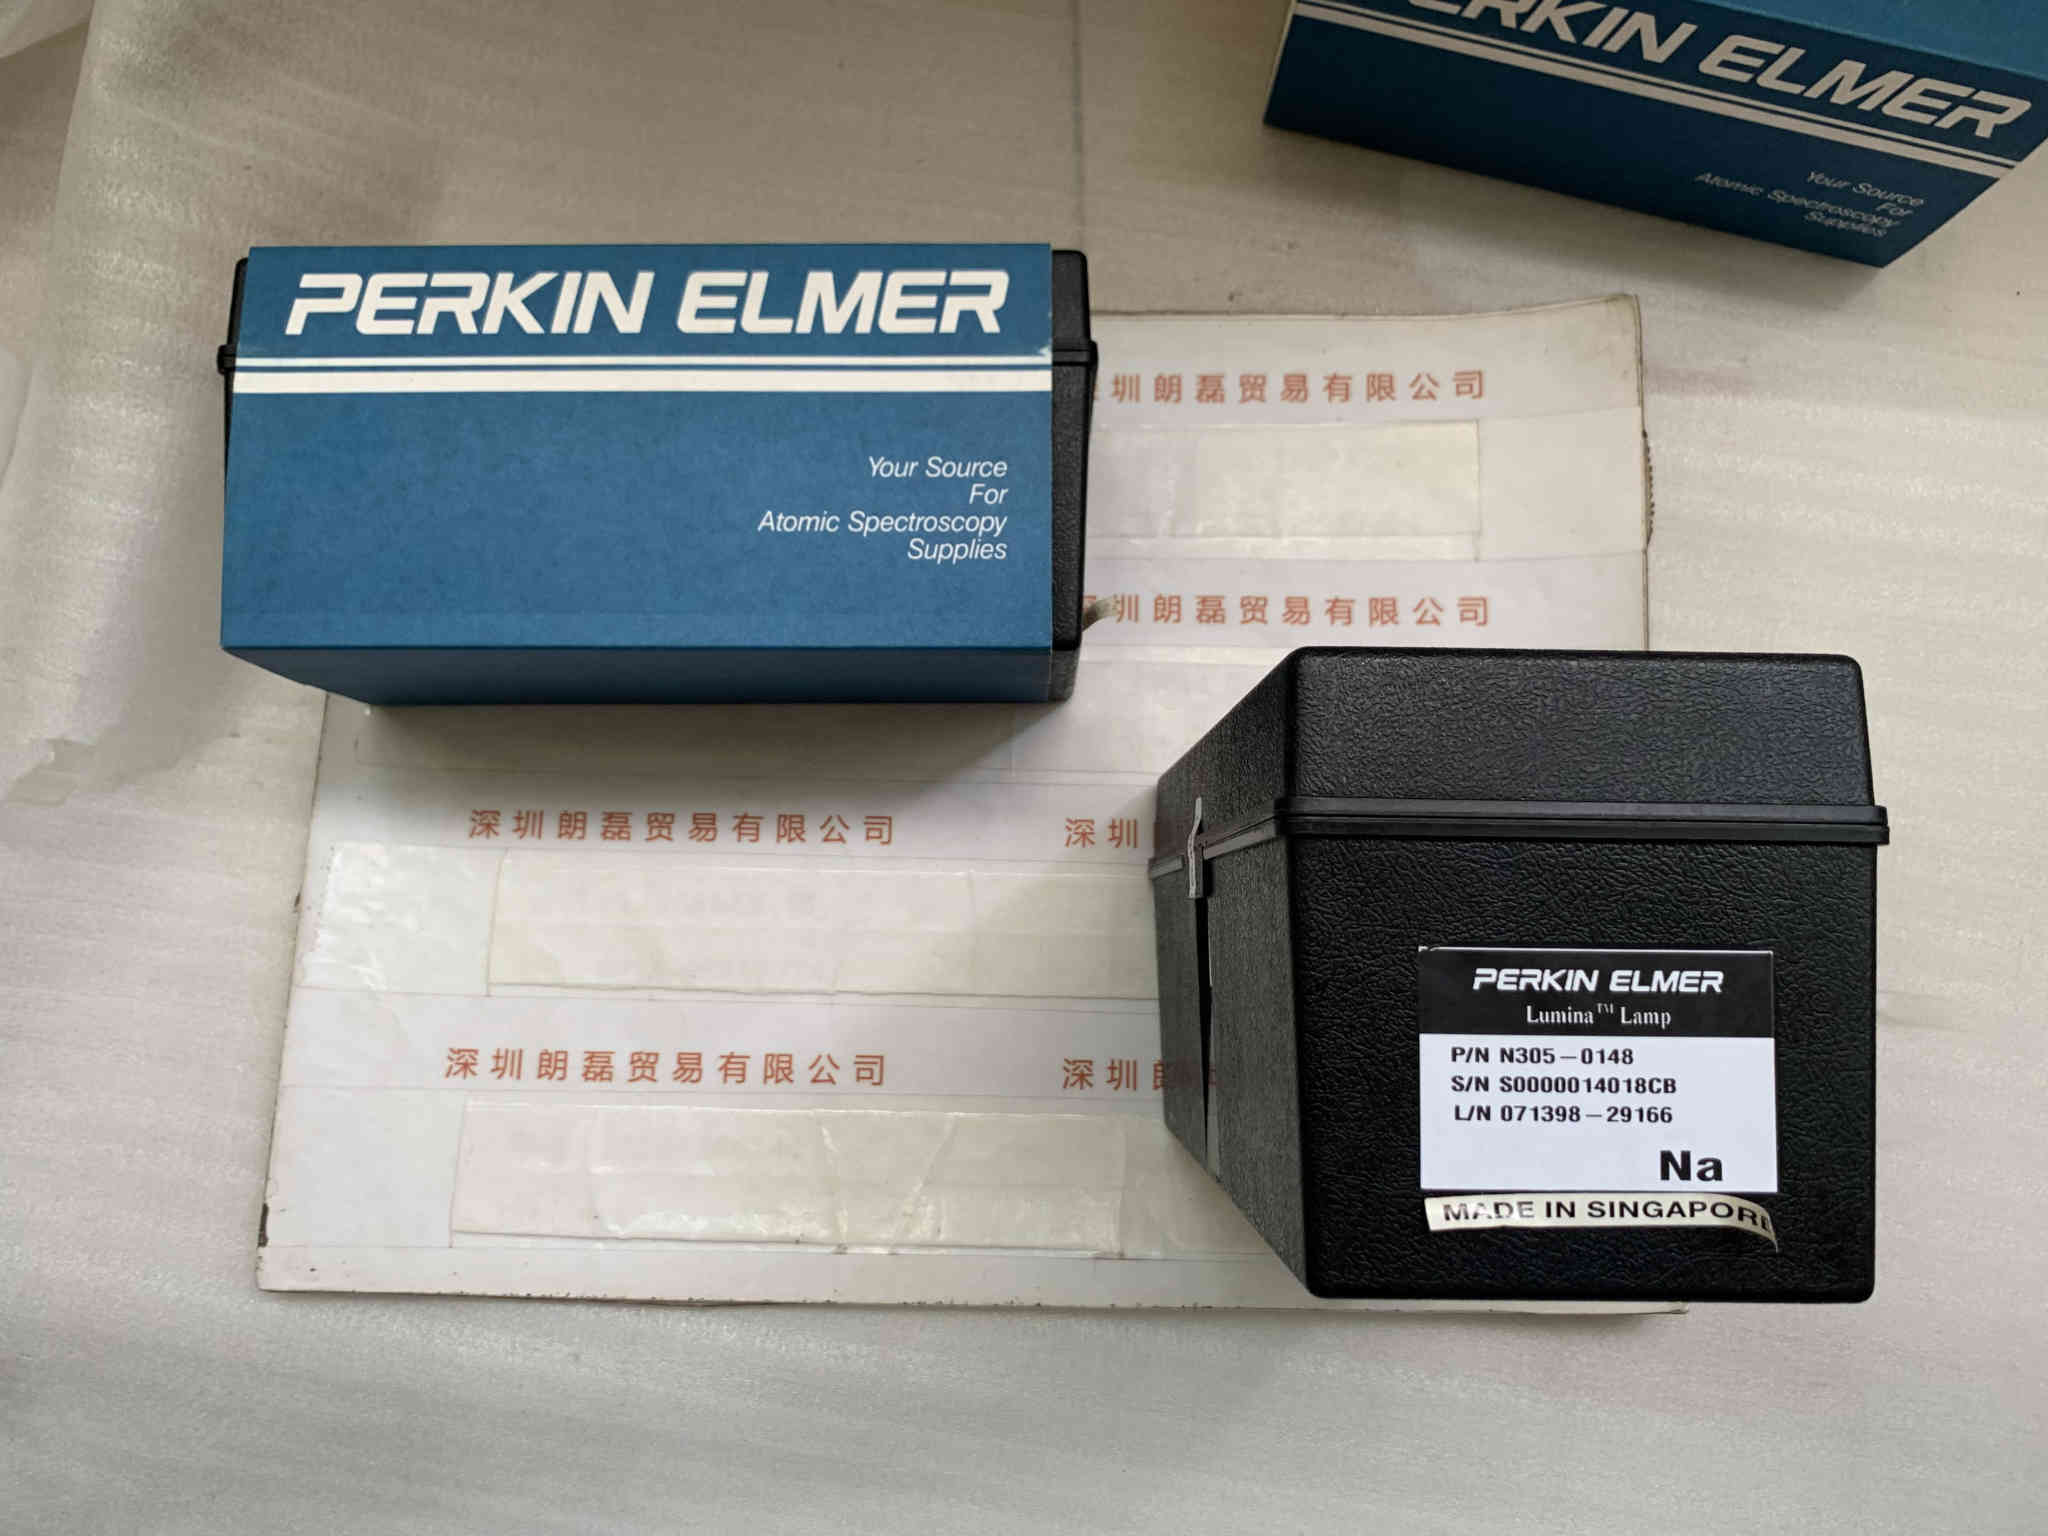 PERKIN ELMER
Your Source
For
Atomic Spectroscopy
Supplies
PERKIN ELMER
Your Source
For
Atomic Spectroscopy
Supplies
圳朗磊贸易有限公司
圳朗磊贸易有限公司
深圳朗磊贸易有限公司
深圳
深圳朗磊贸易有限公司
深圳
PERKIN ELMER
Lumina™ Lamp
P/N N305-0148
S/N S0000014018CB
L/N 071398-29166
Na
MADE IN SINGAPORE